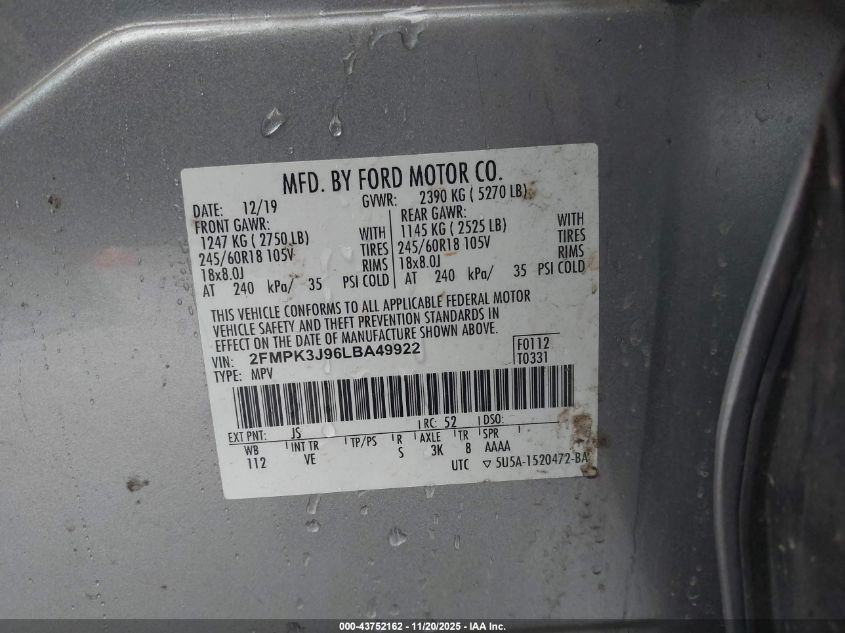 MFD. BY FORD MOTOR CO.
DATE: 12/19 GVWR: 2390 KG ( 5270 LB)
FRONT GAWR: REAR GAWR:
1247 KG ( 2750 LB) WITH 1145 KG ( 2525 LB) WITH
245/60R18 105V TIRES 245/60R18 105V TIRES
18x8.0J RIMS 18x8.0J RIMS
AT 240 kPa/ 35 PSI COLD AT 240 kPa/ 35 PSI COLD
THIS VEHICLE CONFORMS TO ALL APPLICABLE FEDERAL MOTOR
VEHICLE SAFETY AND THEFT PREVENTION STANDARDS IN
EFFECT ON THE DATE OF MANUFACTURE SHOWN ABOVE.
VIN: 2FMPK3J96LBA49922 F0112
TYPE: MPV T0331
EXT PNT: JS RC: 52 DSO:
WB INT TR TP/PS R AXLE TR SPR
112 VE S 3K 8 AAAA
UTC ▽ 5U5A-1520472-BA
000-43752162 - 11/20/2025 - IAA Inc.